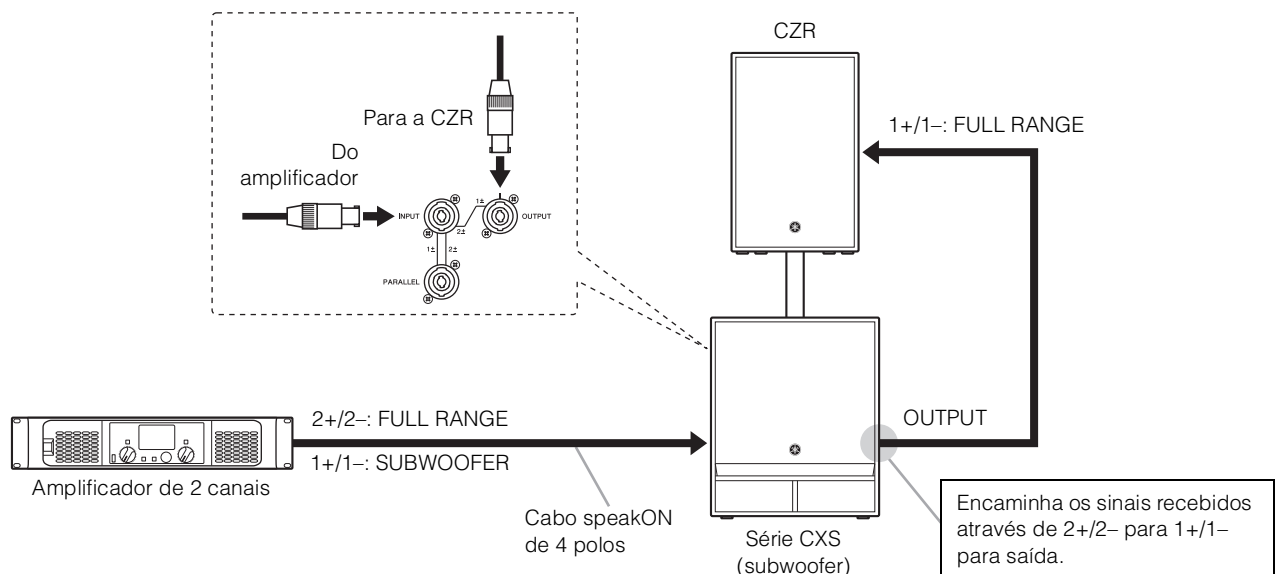 CZR
Para a CZR
1+/1–: FULL RANGE
Do
amplificador
INPUT
1±
2±
OUTPUT
1±
2±
PARALLEL
2+/2–: FULL RANGE
OUTPUT
1+/1–: SUBWOOFER
Amplificador de 2 canais
Cabo speakON
de 4 polos
Série CXS
(subwoofer)
Encaminha os sinais recebidos
através de 2+/2– para 1+/1–
para saída.